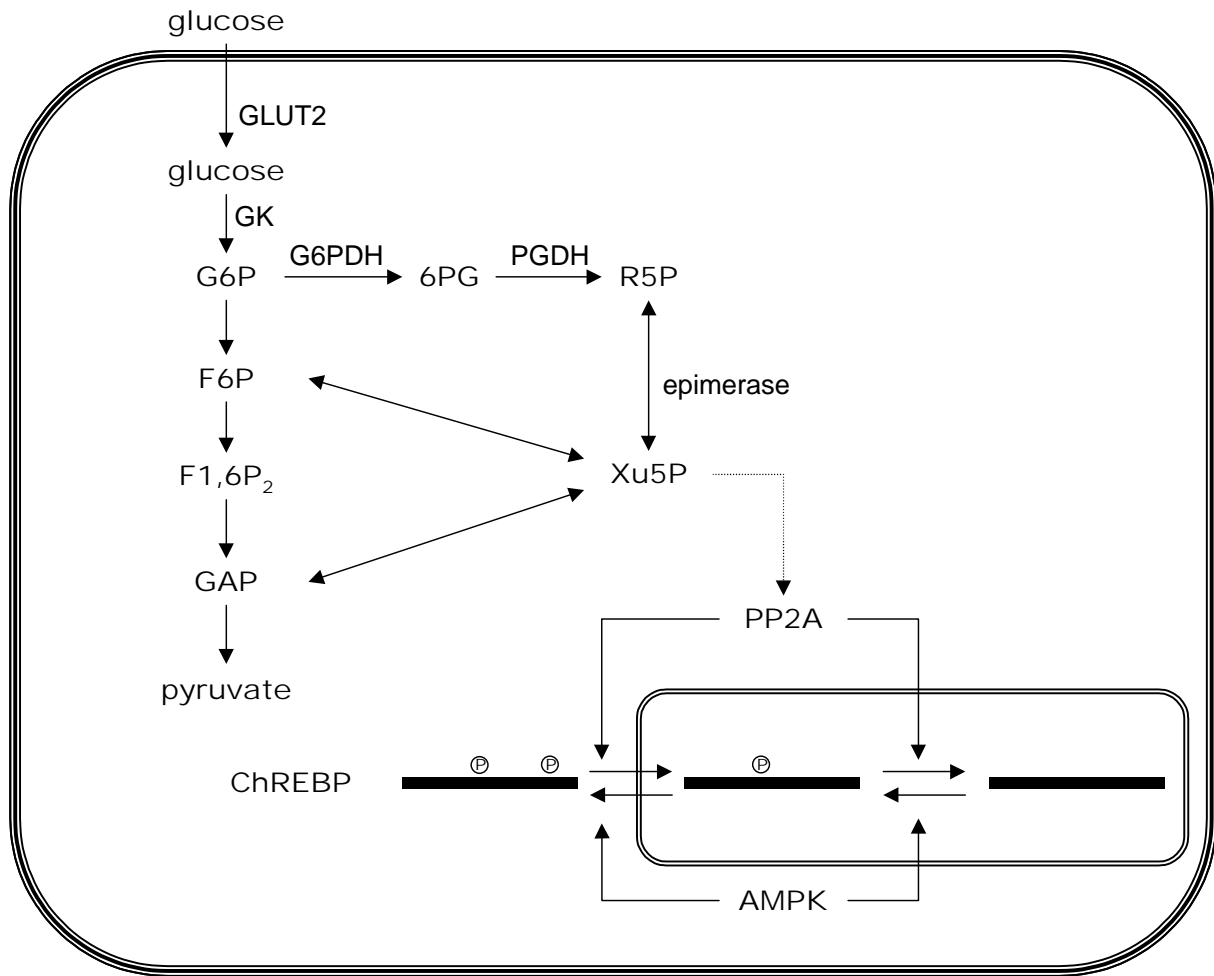 glucose
GLUT2
glucose
GK
G6PDH
PGDH
G6P
6PG
R5P
F6P
epimerase
F1,6P₂
Xu5P
GAP
PP2A
pyruvate
P
P
P
ChREBP
AMPK